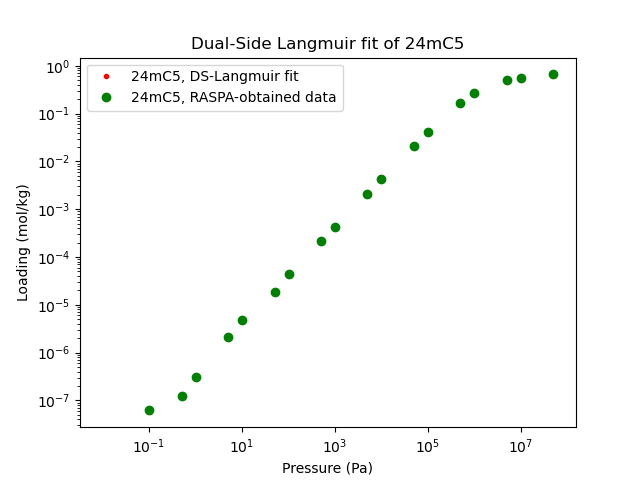 Dual-Side Langmuir fit of 24mC5
24mC5, DS-Langmuir fit
24mC5, RASPA-obtained data
Loading (mol/kg)
10⁰
10⁻¹
10⁻²
10⁻³
10⁻⁴
10⁻⁵
10⁻⁶
10⁻⁷
10⁻¹ 10¹ 10³ 10⁵ 10⁷
Pressure (Pa)